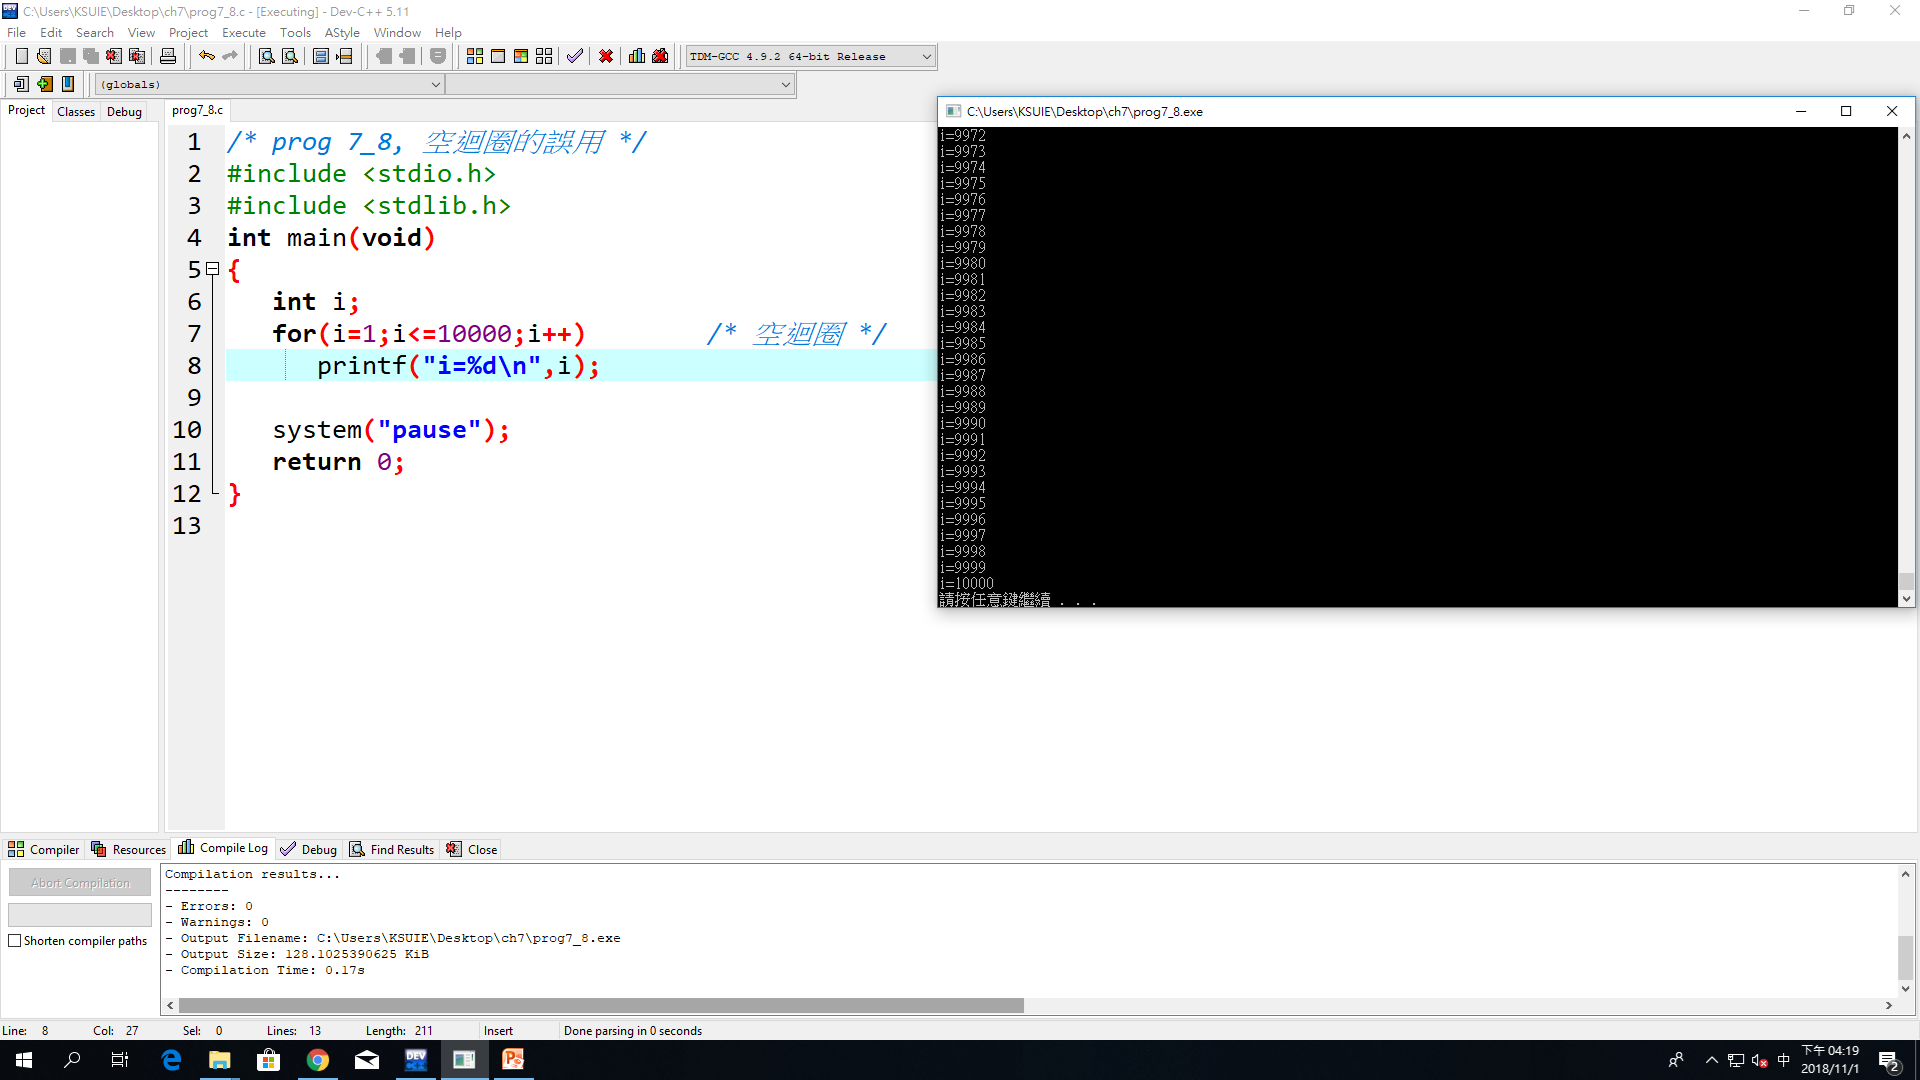 C:\Users\KSUIE\Desktop\ch7\prog7_8.c - [Executing] - Dev-C++ 5.11
File Edit Search View Project Execute Tools AStyle Window Help
TDM-GCC 4.9.2 64-bit Release
(globals)
Project Classes Debug
prog7_8.c
1 /* prog 7_8, 空迴圈的誤用 */
2 #include <stdio.h>
3 #include <stdlib.h>
4 int main(void)
5 {
6 int i;
7 for(i=1;i<=10000;i++) /* 空迴圈 */
8 printf("i=%d\n",i);
9
10 system("pause");
11 return 0;
12 }
13
C:\Users\KSUIE\Desktop\ch7\prog7_8.exe
i=9972
i=9973
i=9974
i=9975
i=9976
i=9977
i=9978
i=9979
i=9980
i=9981
i=9982
i=9983
i=9984
i=9985
i=9986
i=9987
i=9988
i=9989
i=9990
i=9991
i=9992
i=9993
i=9994
i=9995
i=9996
i=9997
i=9998
i=9999
i=10000
請按任意鍵繼續 . . .
Compiler Resources Compile Log Debug Find Results Close
Abort Compilation
Shorten compiler paths
Compilation results...
--------
- Errors: 0
- Warnings: 0
- Output Filename: C:\Users\KSUIE\Desktop\ch7\prog7_8.exe
- Output Size: 128.1025390625 KiB
- Compilation Time: 0.17s
Line: 8 Col: 27 Sel: 0 Lines: 13 Length: 211 Insert Done parsing in 0 seconds
DEV
中
下午 04:19
2018/11/1
2